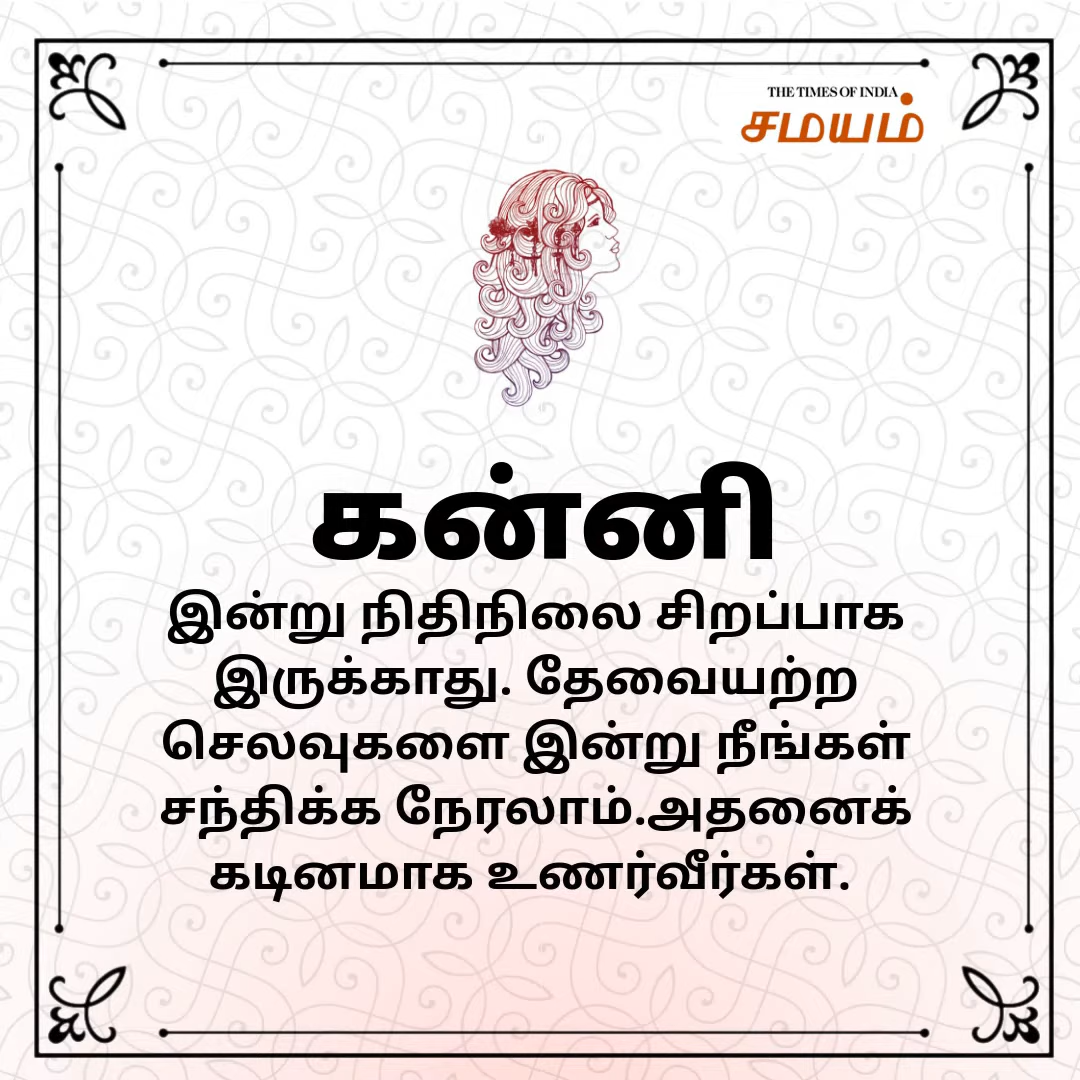 THE TIMES OF INDIA
சமயம்
கன்னி
இன்று நிதிநிலை சிறப்பாக
இருக்காது. தேவையற்ற
செலவுகளை இன்று நீங்கள்
சந்திக்க நேரலாம்.அதனைக்
கடினமாக உணர்வீர்கள்.